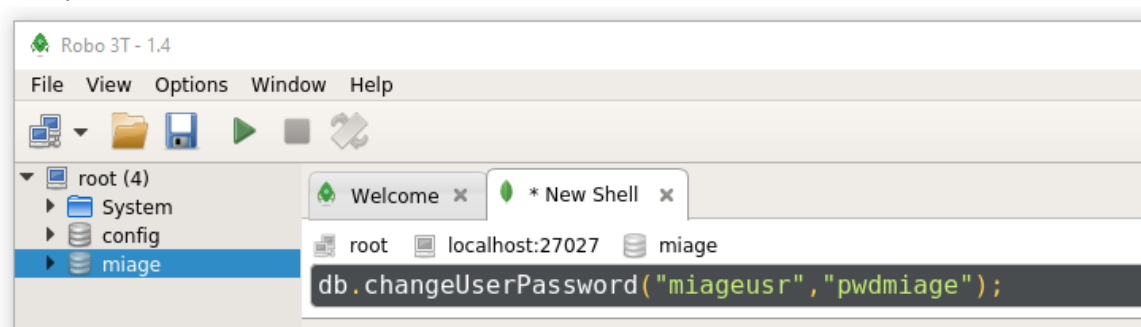 Robo 3T - 1.4
File View Options Window Help
root (4)
System
config
miage
Welcome
* New Shell
root localhost:27027 miage
db.changeUserPassword("miageusr","pwdmiage");